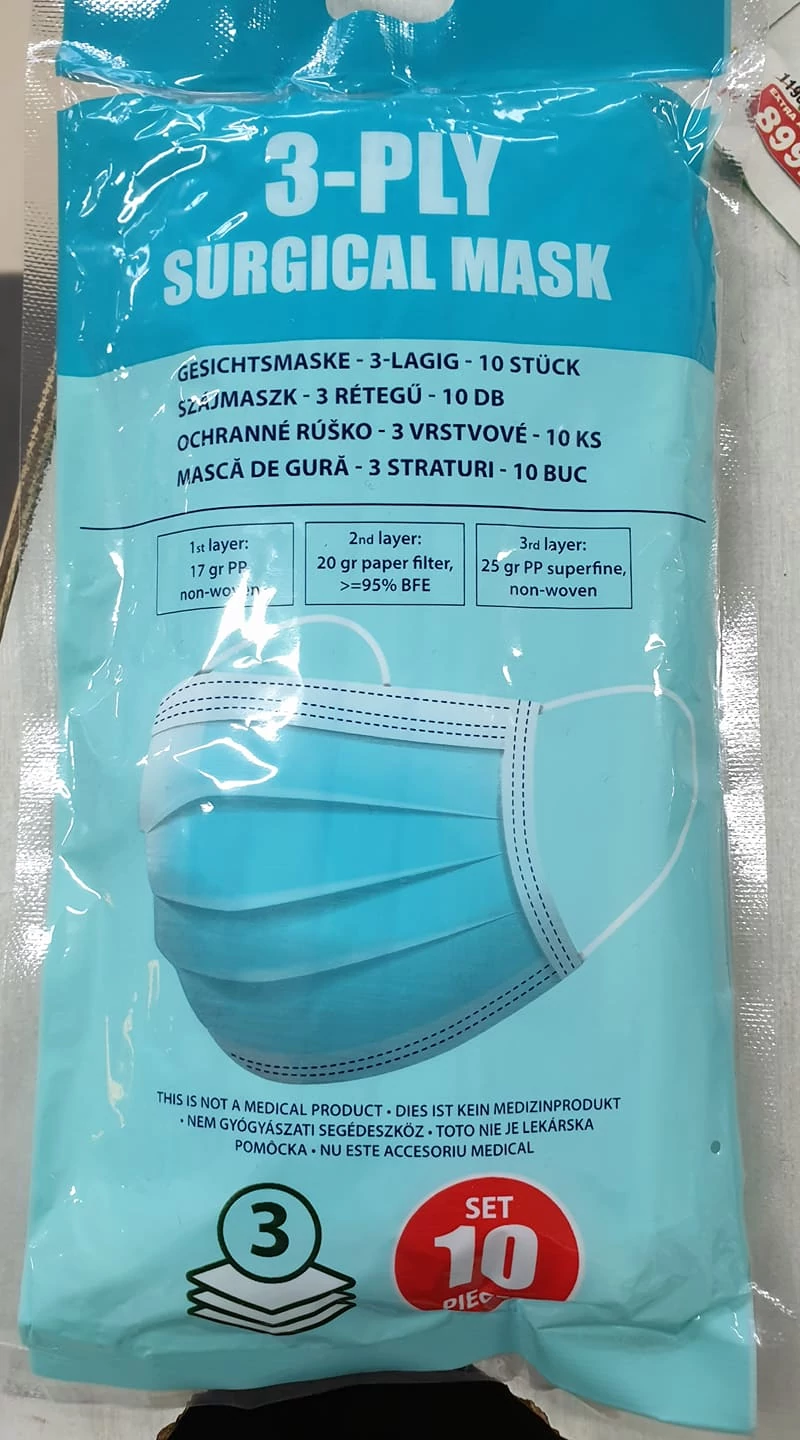 3-PLY
SURGICAL MASK
GESICHTSMASKE - 3-LAGIG - 10 STÜCK
SZÁJMASZK - 3 RÉTEGŰ - 10 DB
OCHRANNÉ RÚŠKO - 3 VRSTVOVÉ - 10 KS
MASCĂ DE GURĂ - 3 STRATURI - 10 BUC
1st layer:
17 gr PP
non-woven
2nd layer:
20 gr paper filter,
>=95% BFE
3rd layer:
25 gr PP superfine,
non-woven
THIS IS NOT A MEDICAL PRODUCT • DIES IST KEIN MEDIZINPRODUKT
• NEM GYÓGYÁSZATI SEGÉDESZKÖZ • TOTO NIE JE LEKÁRSKA
POMÔCKA • NU ESTE ACCESORIU MEDICAL
3
SET
10
EXTRA
899